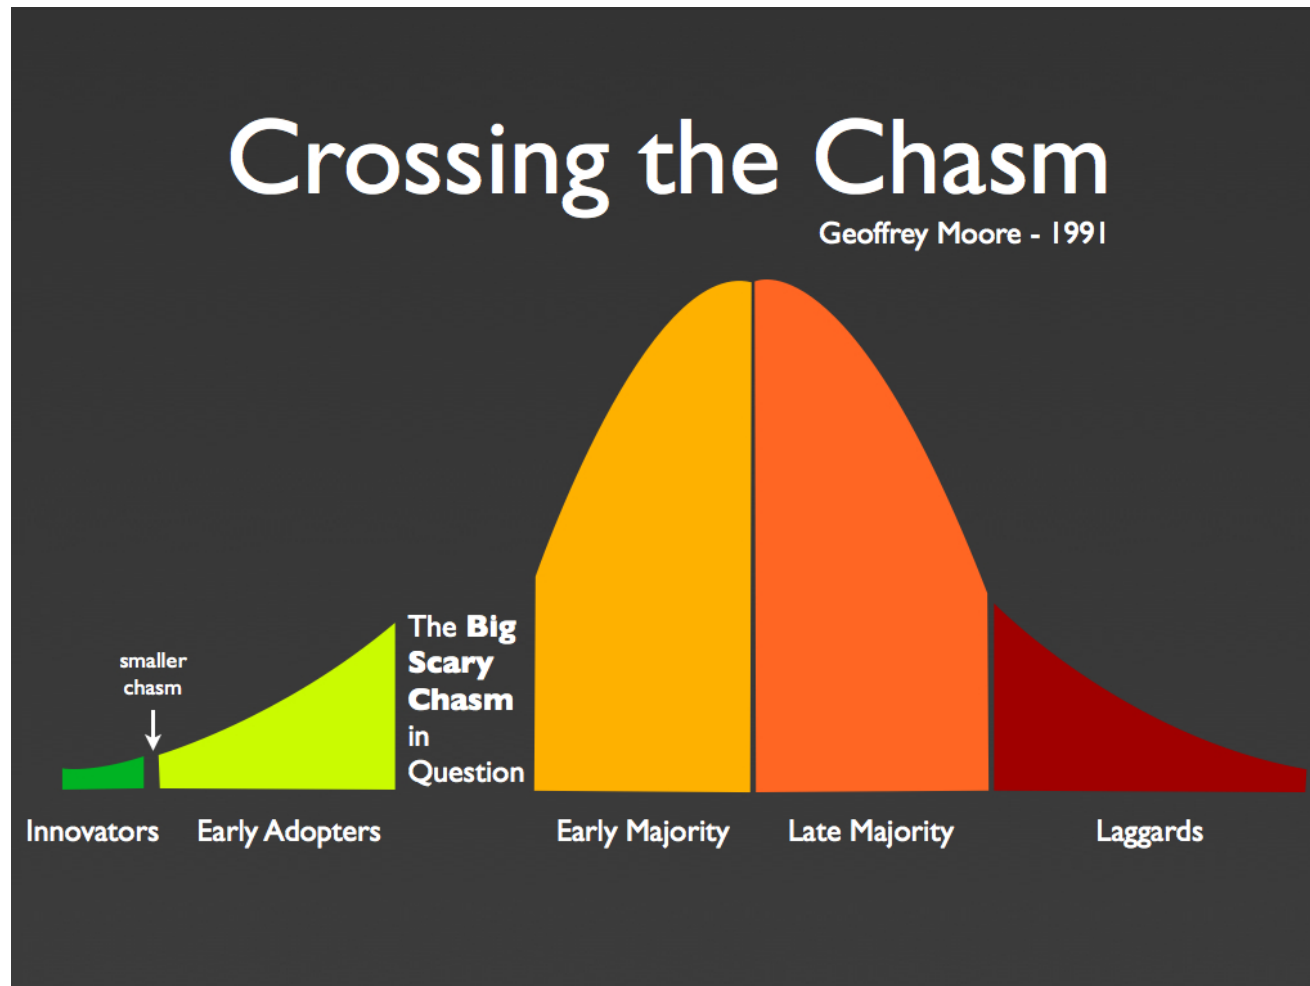 Crossing the Chasm
Geoffrey Moore - 1991
smaller
chasm
The Big
Scary
Chasm
in
Question
Innovators
Early Adopters
Early Majority
Late Majority
Laggards